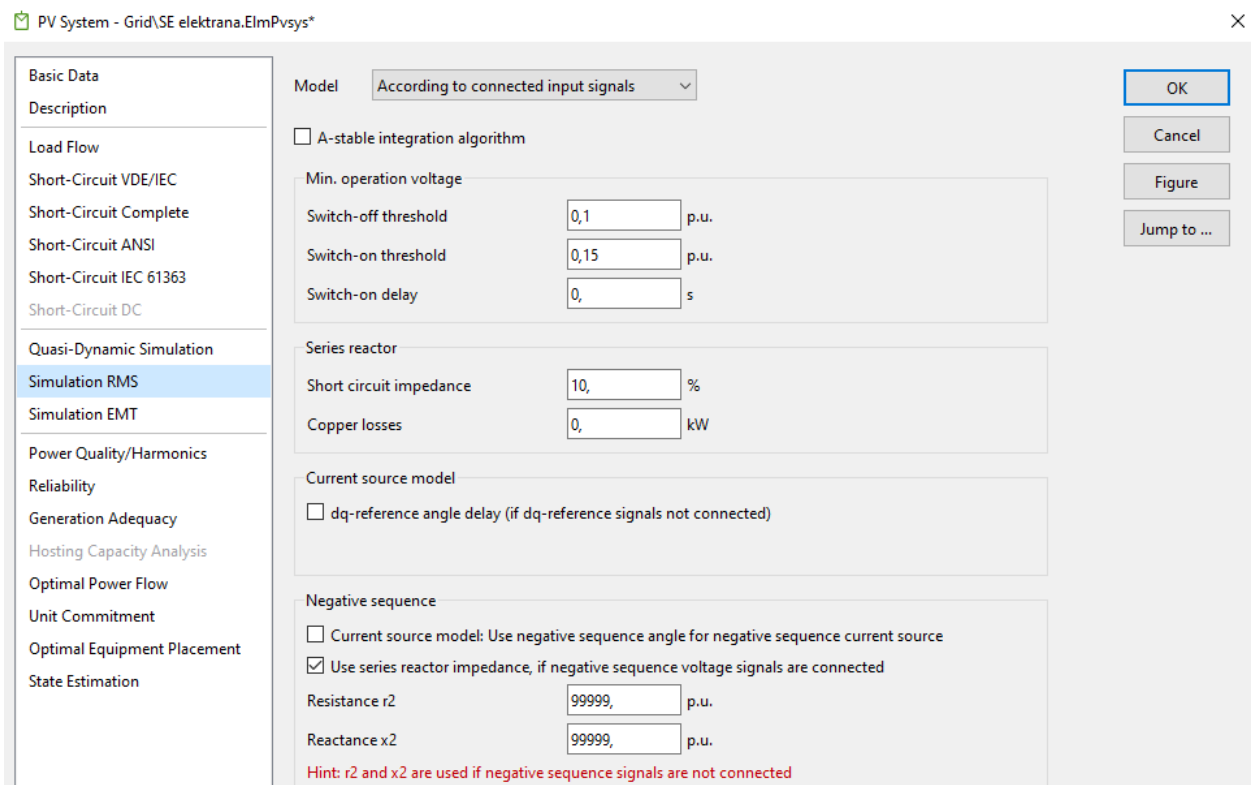 PV System - Grid\SE elektrana.ElmPvsys*
Basic Data
Description
Load Flow
Short-Circuit VDE/IEC
Short-Circuit Complete
Short-Circuit ANSI
Short-Circuit IEC 61363
Short-Circuit DC
Quasi-Dynamic Simulation
Simulation RMS
Simulation EMT
Power Quality/Harmonics
Reliability
Generation Adequacy
Hosting Capacity Analysis
Optimal Power Flow
Unit Commitment
Optimal Equipment Placement
State Estimation
Model According to connected input signals
A-stable integration algorithm
Min. operation voltage
Switch-off threshold 0,1 p.u.
Switch-on threshold 0,15 p.u.
Switch-on delay 0, s
Series reactor
Short circuit impedance 10, %
Copper losses 0, kW
Current source model
dq-reference angle delay (if dq-reference signals not connected)
Negative sequence
Current source model: Use negative sequence angle for negative sequence current source
Use series reactor impedance, if negative sequence voltage signals are connected
Resistance r2 99999, p.u.
Reactance x2 99999, p.u.
Hint: r2 and x2 are used if negative sequence signals are not connected
OK
Cancel
Figure
Jump to ...